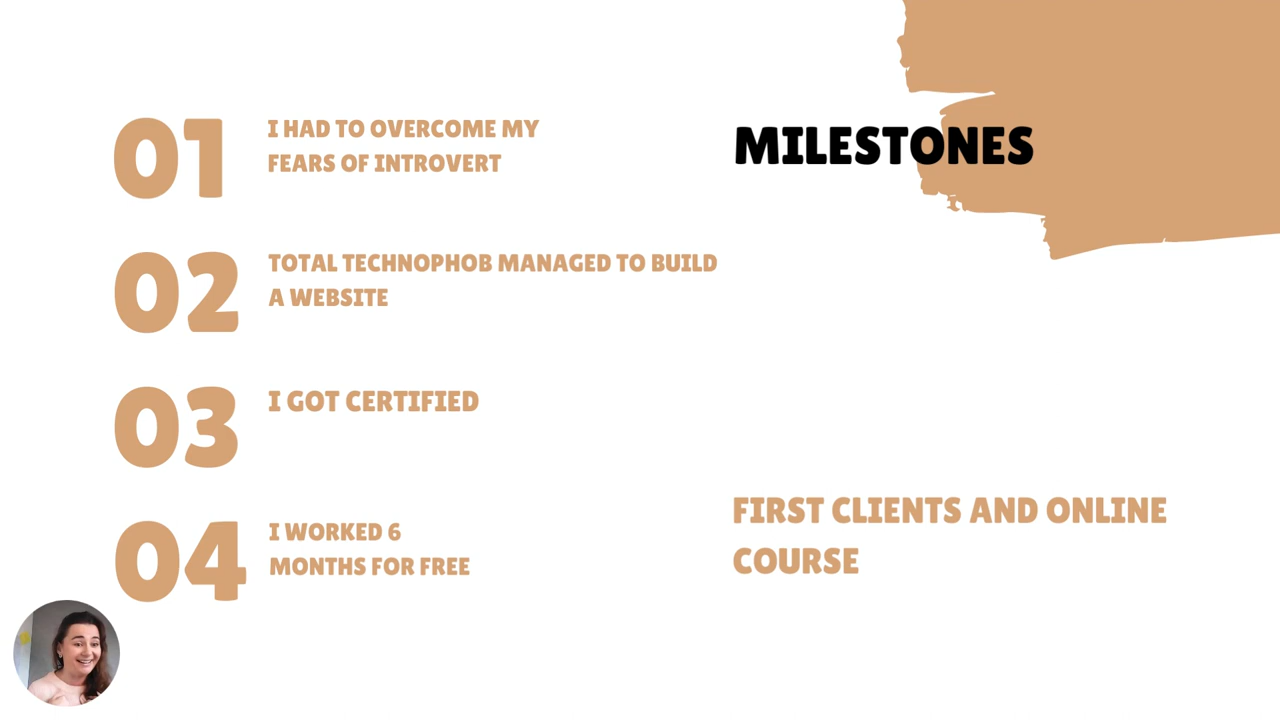 MILESTONES
01
I HAD TO OVERCOME MY
FEARS OF INTROVERT
02
TOTAL TECHNOPHOB MANAGED TO BUILD
A WEBSITE
03
I GOT CERTIFIED
04
I WORKED 6
MONTHS FOR FREE
FIRST CLIENTS AND ONLINE
COURSE